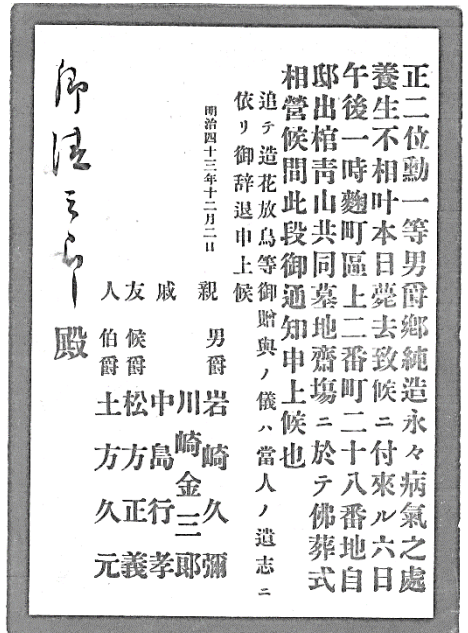 正二位勳一等男爵鄕純造永々病氣之處
養生不相叶本日薨去致候ニ付來ル六日
午後一時麴町區上二番町二十八番地自
邸出棺靑山共同墓地齋塲ニ於テ佛葬式
相營候間此段御通知申上候也
追テ造花放鳥等御贈與ノ儀ハ當人ノ遺志ニ
依リ御辞退申上候
明治四十三年十二月二日
親 男爵 岩崎久彌
川崎金三郞
戚 中島行孝
友 候爵 松方正義
人 伯爵 土方久元
殿